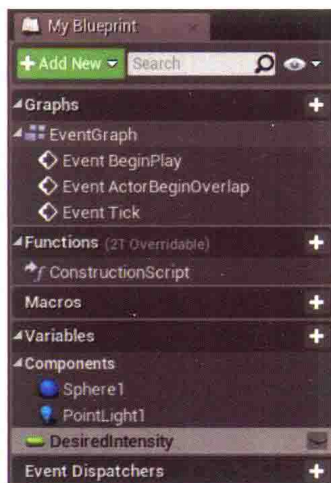 My Blueprint
Add New Search
Graphs
EventGraph
Event BeginPlay
Event ActorBeginOverlap
Event Tick
Functions (2T Overridable)
ConstructionScript
Macros
Variables
Components
Sphere1
PointLight1
DesiredIntensity
Event Dispatchers